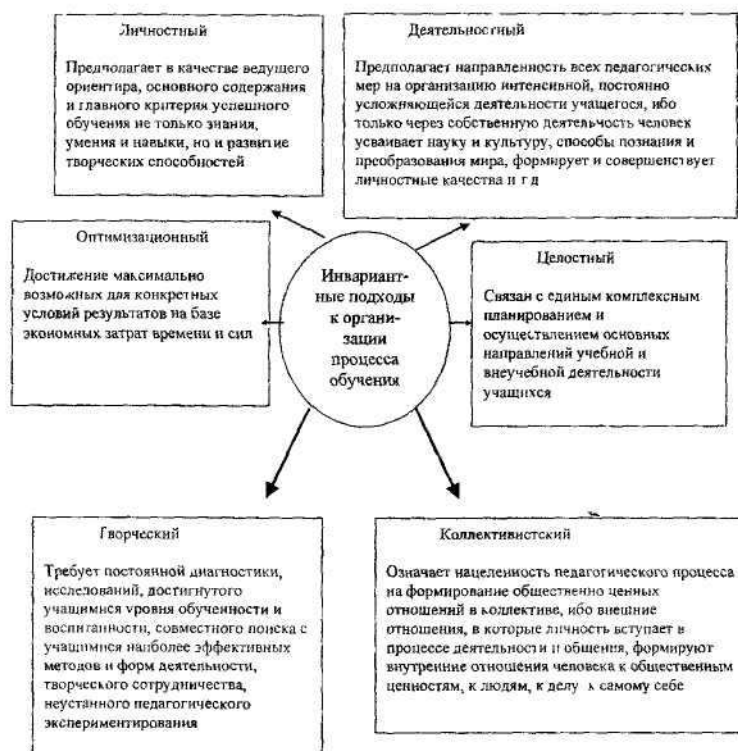 Личностный
Предполагает в качестве ведущего
ориентира, основного содержания
и главного критерия успешного
обучения не только знания,
умения и навыки, но и развитие
творческих способностей
Деятельностный
Предполагает направленность всех педагогических
мер на организацию интенсивной, постоянно
усложняющейся деятельности учащегося, ибо
только через собственную деятельность человек
усваивает науку и культуру, способы познания и
преобразования мира, формирует и совершенствует
личностные качества и т д
Оптимизационный
Достижение максимально
возможных для конкретных
условий результатов на базе
экономных затрат времени и сил
Инвариант-
ные подходы
к органи-
зации
процесса
обучения
Целостный
Связан с единым комплексным
планированием и
осуществлением основных
направлений учебной и
внеучебной деятельности
учащихся
Творческий
Требует постоянной диагностики,
исследований, достигнутого
учащимися уровня обученности и
воспитанности, совместного поиска с
учащимися наиболее эффективных
методов и форм деятельности,
творческого сотрудничества,
неустанного педагогического
экспериментирования
Коллективистский
Означает нацеленность педагогического процесса
на формирование общественно ценных
отношений в коллективе, ибо внешние
отношения, в которые личность вступает в
процессе деятельности и общения, формируют
внутренние отношения человека к общественным
ценностям, к людям, к делу к самому себе